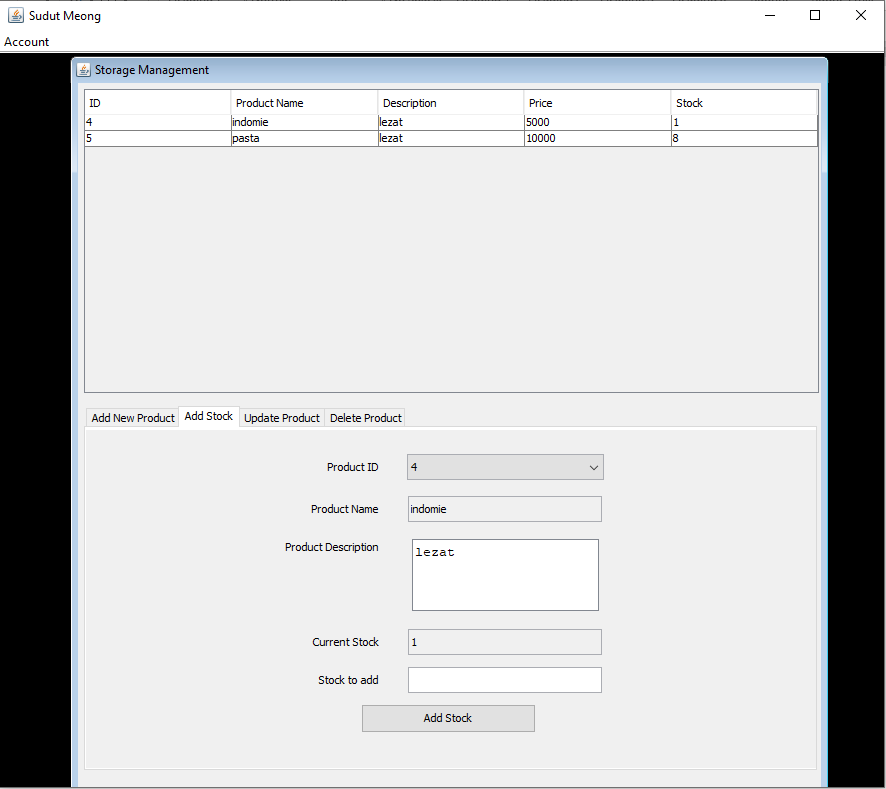 Sudut Meong
Account
Storage Management
ID Product Name Description Price Stock
4 indomie lezat 5000 1
5 pasta lezat 10000 8
Add New Product Add Stock Update Product Delete Product
Product ID 4
Product Name indomie
Product Description lezat
Current Stock 1
Stock to add
Add Stock